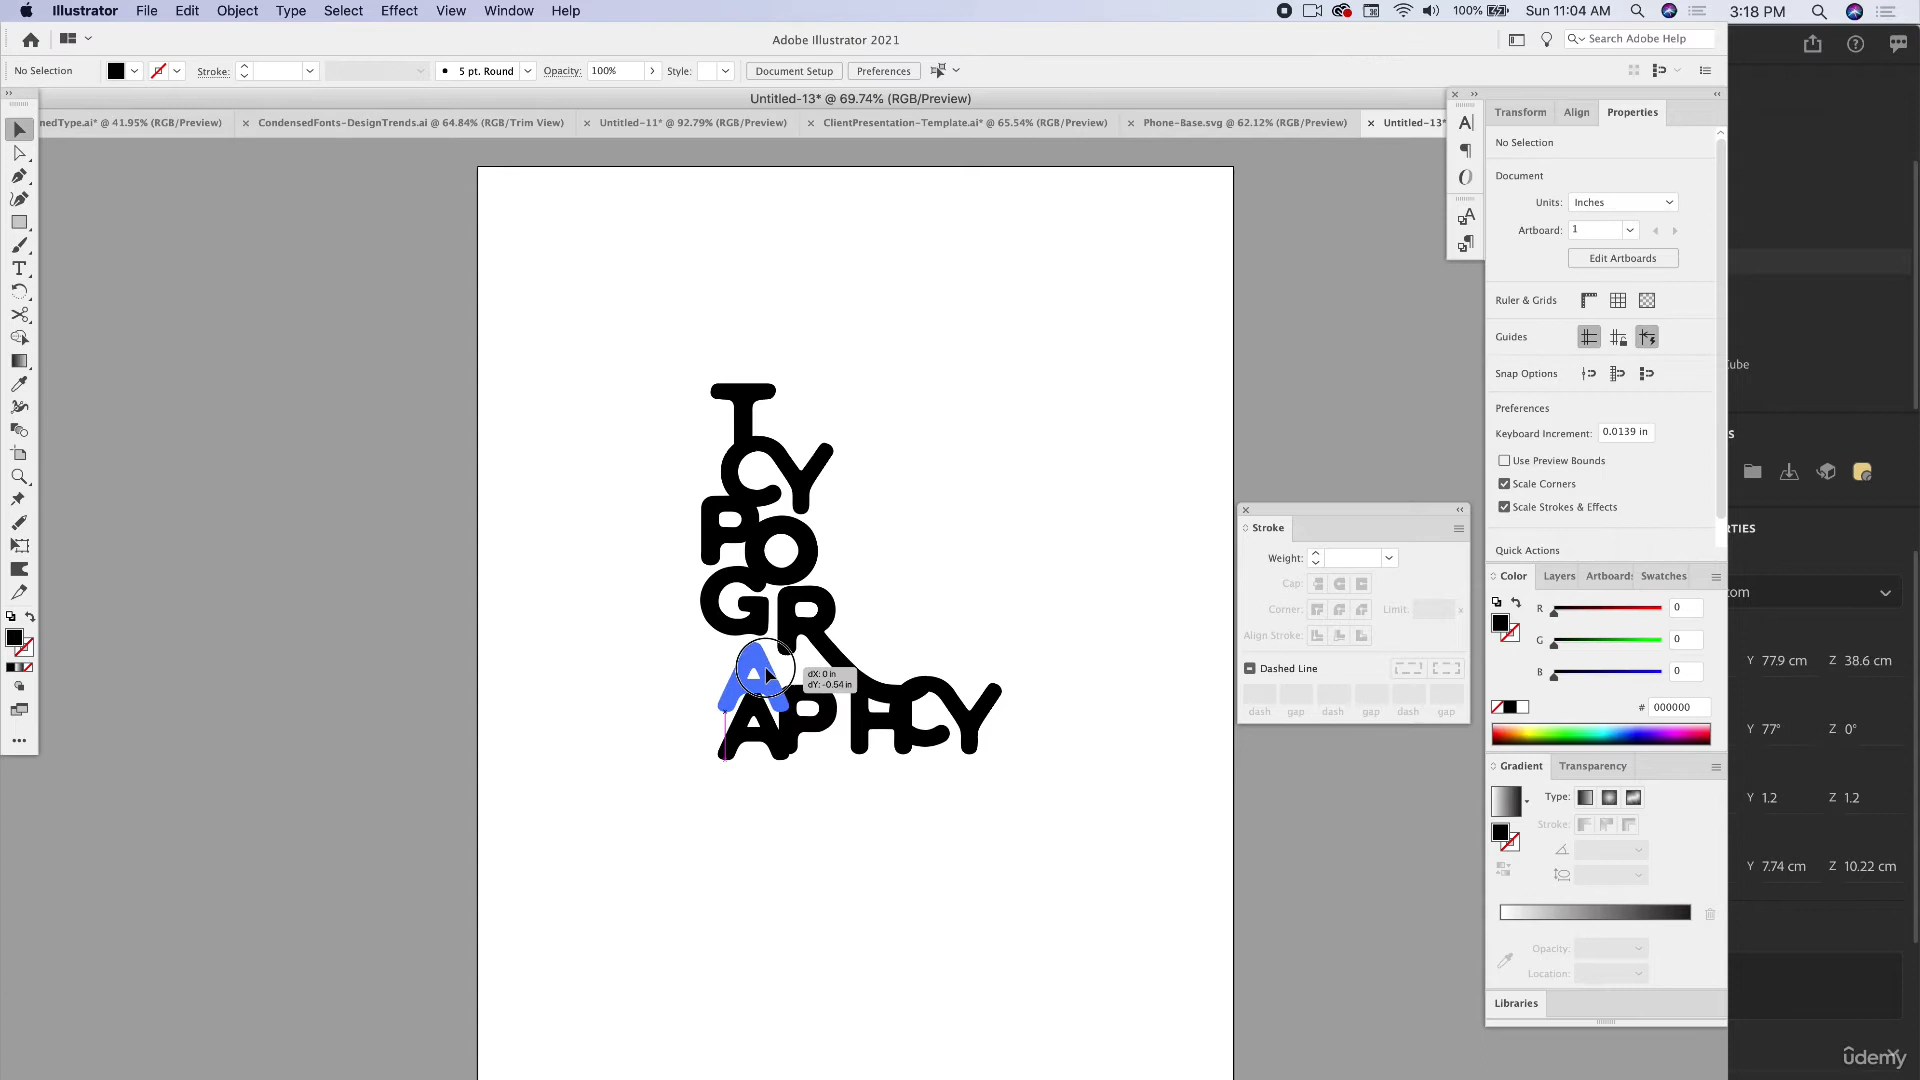 Illustrator File Edit Object Type Select Effect View Window Help 100% Sun 11:04 AM 3:18 PM
Adobe Illustrator 2021 Search Adobe Help
No Selection Stroke: 5 pt. Round Opacity: 100% Style: Document Setup Preferences
Untitled-13* @ 69.74% (RGB/Preview)
nedType.ai* @ 41.95% (RGB/Preview) CondensedFonts-DesignTrends.ai @ 64.84% (RGB/Trim View) Untitled-11* @ 92.79% (RGB/Preview) ClientPresentation-Template.ai* @ 65.54% (RGB/Preview) Phone-Base.svg @ 62.12% (RGB/Preview) Untitled-13*
Transform Align Properties
No Selection
Document
Units: Inches
Artboard: 1
Edit Artboards
Ruler & Grids
Guides
Snap Options
Preferences
Keyboard Increment: 0.0139 in
Use Preview Bounds
Scale Corners
Scale Strokes & Effects
Quick Actions
T
CY
PO
GR
A
APHCY
dX: 0 in
dY: -0.54 in
Stroke
Weight:
Cap:
Corner: Limit: x
Align Stroke:
Dashed Line
dash gap dash gap dash gap
Color Layers Artboard: Swatches
R 0
G 0
B 0
# 000000
Gradient Transparency
Type:
Stroke:
Opacity:
Location:
Libraries
ube
S
RTIES
om
Y 77.9 cm Z 38.6 cm
Y 77° Z 0°
Y 1.2 Z 1.2
Y 7.74 cm Z 10.22 cm
ûdemy